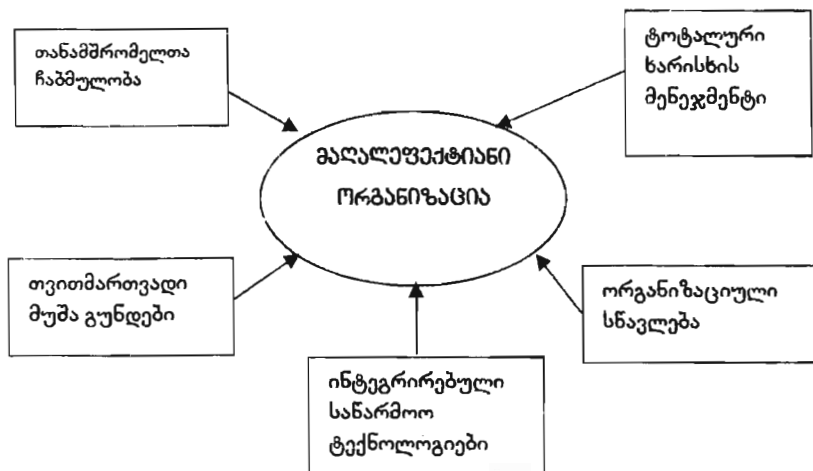 თანამშრომელთა
ჩაბმულობა
ტოტალური
ხარისხის
მენეჯმენტი
მაღალეფექტიანი
ორგანიზაცია
თვითმართვადი
მუშა გუნდები
ორგანიზაციული
სწავლება
ინტეგრირებული
საწარმოო
ტექნოლოგიები